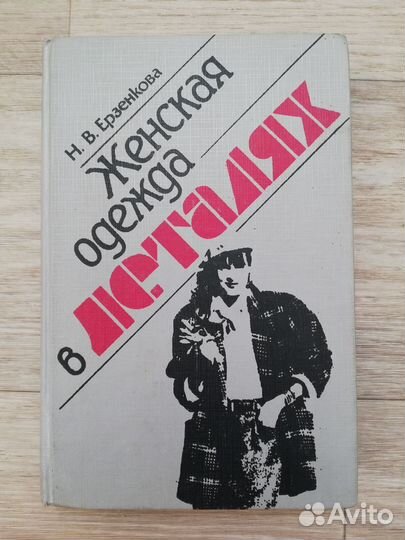 Н. В. Ерзенкова
Женская
одежда
в деталях
Avito